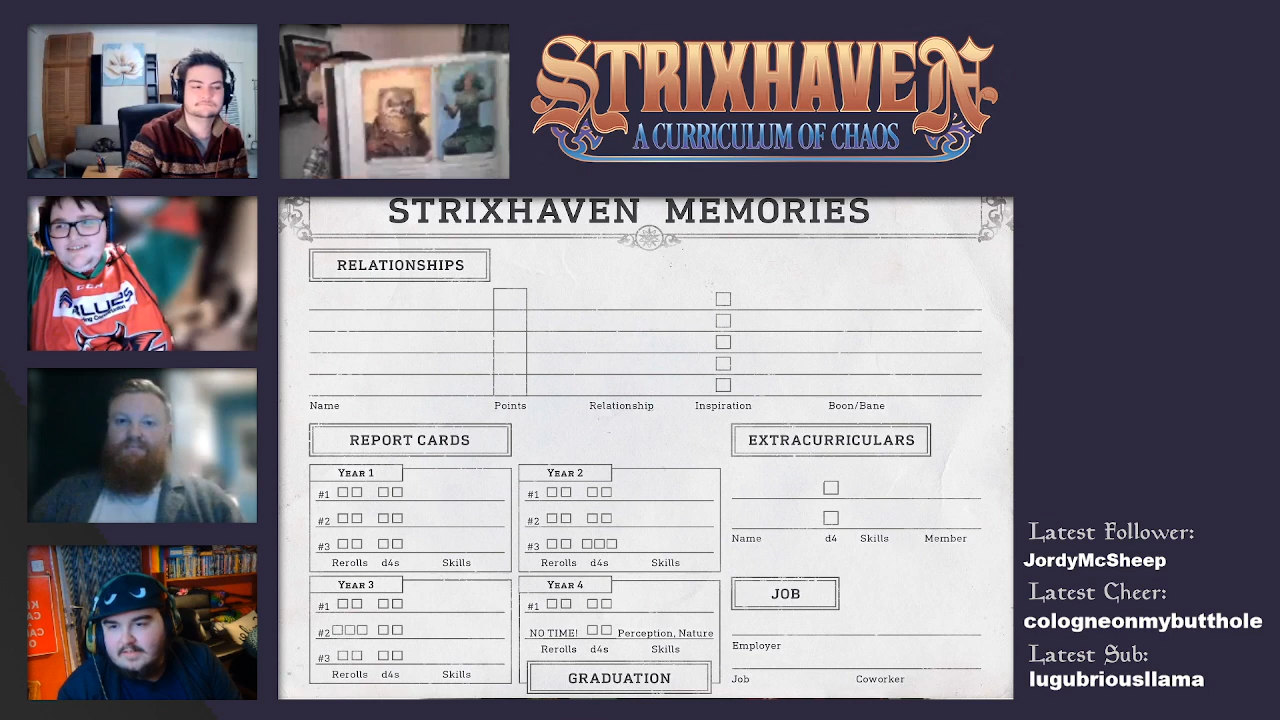 STRIXHAVEN
A CURRICULUM OF CHAOS
STRIXHAVEN MEMORIES
RELATIONSHIPS
Name Points Relationship Inspiration Boon/Bane
REPORT CARDS
EXTRACURRICULARS
YEAR 1
#1
#2
#3
Rerolls d4s Skills
YEAR 2
#1
#2
#3
Rerolls d4s Skills
Name d4 Skills Member
YEAR 3
#1
#2
#3
Rerolls d4s Skills
YEAR 4
#1
NO TIME! Perception, Nature
Rerolls d4s Skills
GRADUATION
JOB
Employer
Job Coworker
Latest Follower:
JordyMcSheep
Latest Cheer:
cologneonmybutthole
Latest Sub:
lugubriousllama